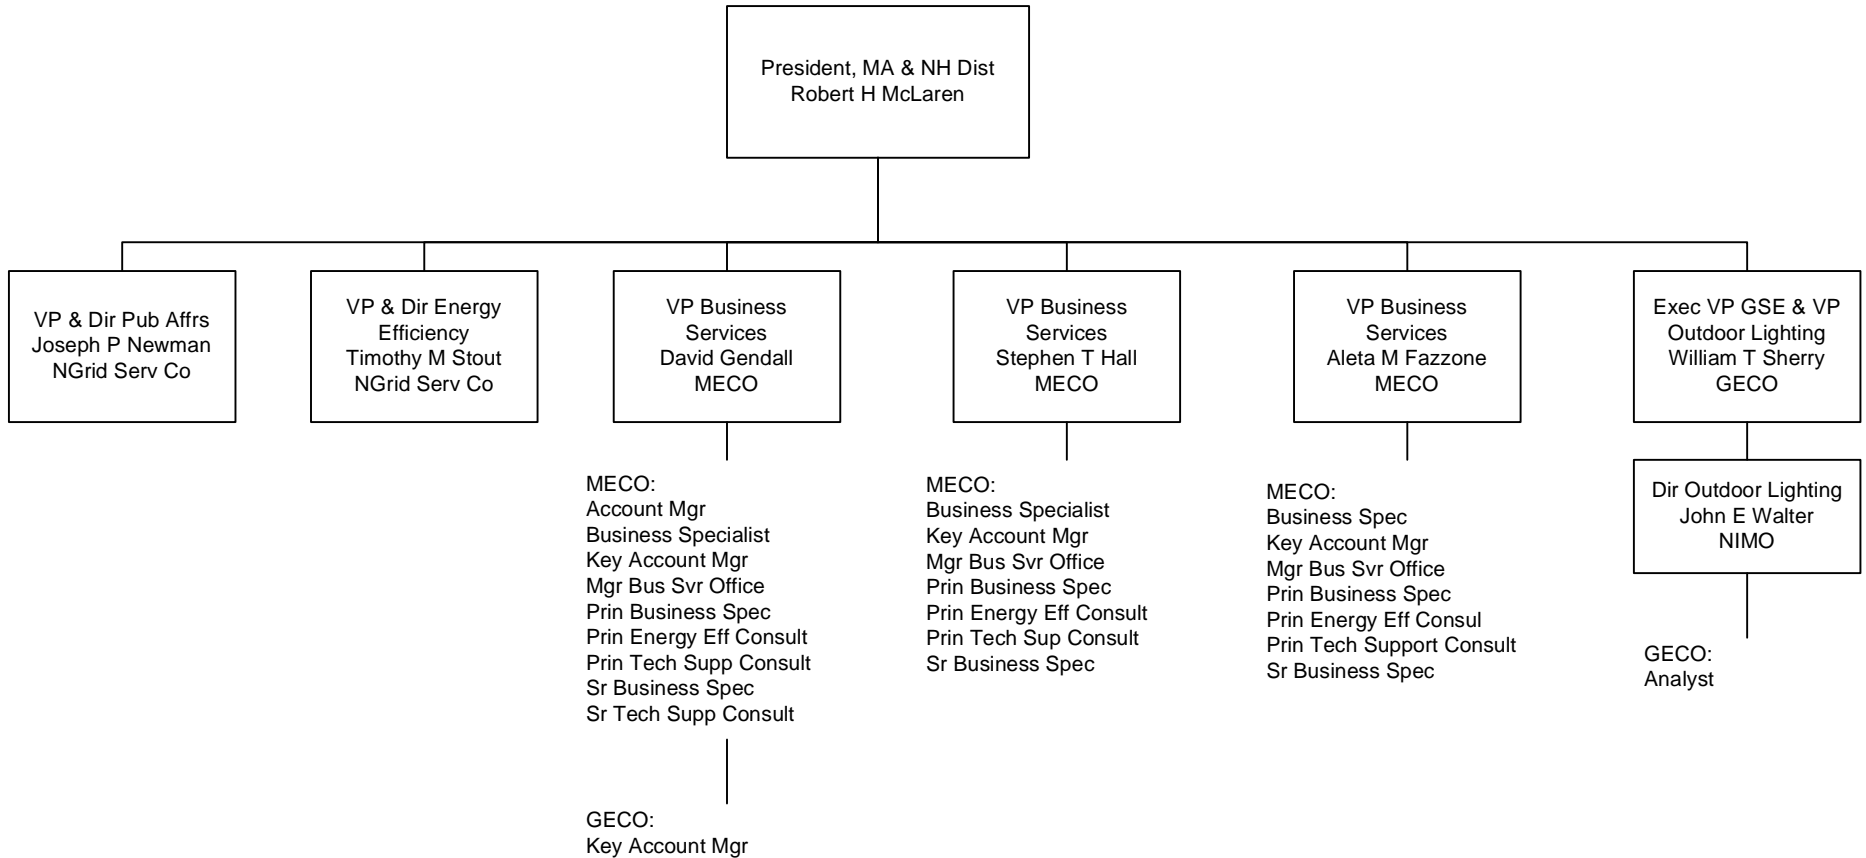 President, MA & NH Dist
Robert H McLaren
VP & Dir Pub Affrs
Joseph P Newman
NGrid Serv Co
VP & Dir Energy
Efficiency
Timothy M Stout
NGrid Serv Co
VP Business
Services
David Gendall
MECO
VP Business
Services
Stephen T Hall
MECO
VP Business
Services
Aleta M Fazzone
MECO
Exec VP GSE & VP
Outdoor Lighting
William T Sherry
GECO
MECO:
Account Mgr
Business Specialist
Key Account Mgr
Mgr Bus Svr Office
Prin Business Spec
Prin Energy Eff Consult
Prin Tech Supp Consult
Sr Business Spec
Sr Tech Supp Consult
GECO:
Key Account Mgr
MECO:
Business Specialist
Key Account Mgr
Mgr Bus Svr Office
Prin Business Spec
Prin Energy Eff Consult
Prin Tech Sup Consult
Sr Business Spec
MECO:
Business Spec
Key Account Mgr
Mgr Bus Svr Office
Prin Business Spec
Prin Energy Eff Consul
Prin Tech Support Consult
Sr Business Spec
Dir Outdoor Lighting
John E Walter
NIMO
GECO:
Analyst